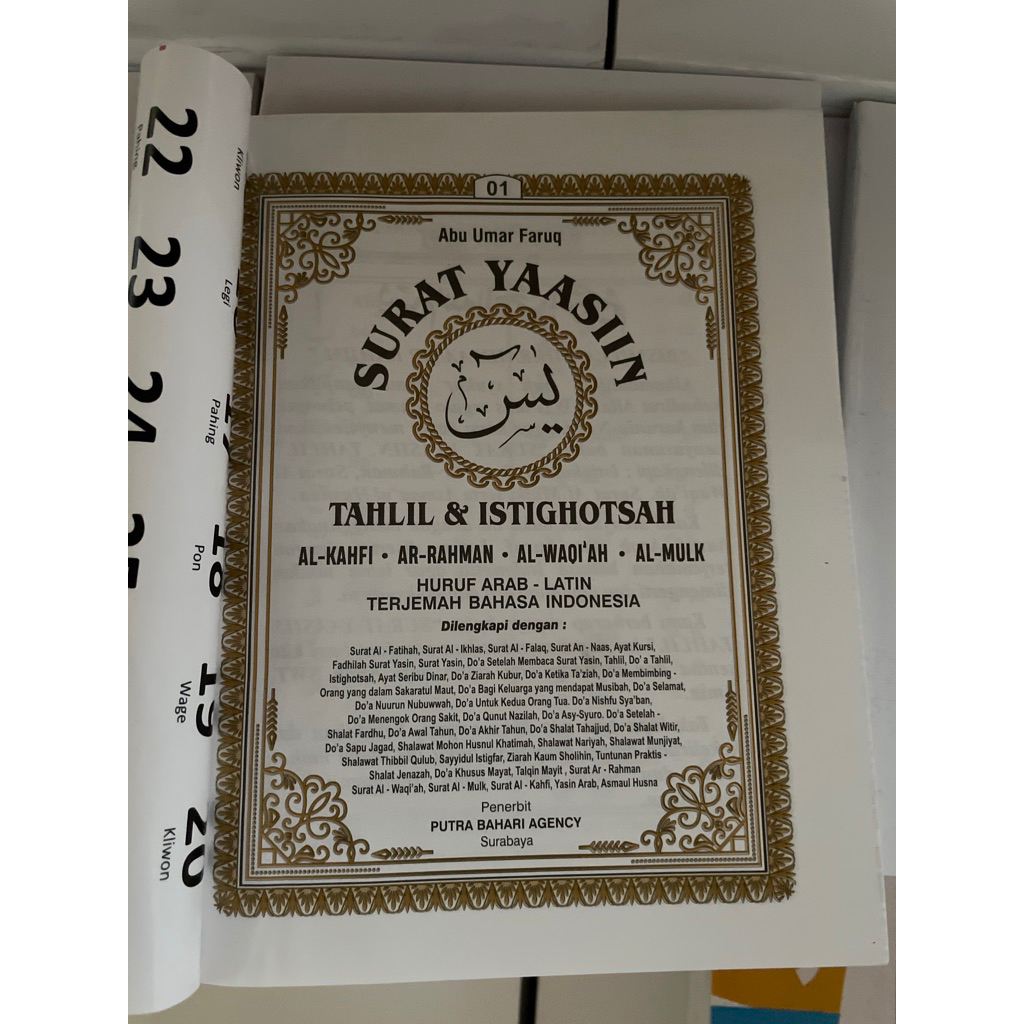 01
Abu Umar Faruq
SURAT YAASIIN
يٰسٓ
TAHLIL & ISTIGHOTSAH
AL-KAHFI • AR-RAHMAN • AL-WAQI'AH • AL-MULK
HURUF ARAB - LATIN
TERJEMAH BAHASA INDONESIA
Dilengkapi dengan :
Surat Al - Fatihah, Surat Al - Ikhlas, Surat Al - Falaq, Surat An - Naas, Ayat Kursi,
Fadhilah Surat Yasin, Surat Yasin, Do'a Setelah Membaca Surat Yasin, Tahlil, Do'a Tahlil,
Istighotsah, Ayat Seribu Dinar, Do'a Ziarah Kubur, Do'a Ketika Ta'ziah, Do'a Membimbing -
Orang yang dalam Sakaratul Maut, Do'a Bagi Keluarga yang mendapat Musibah, Do'a Selamat,
Do'a Nuurun Nubuwwah, Do'a Untuk Kedua Orang Tua. Do'a Nishfu Sya'ban,
Do'a Menengok Orang Sakit, Do'a Qunut Nazilah, Do'a Asy-Syuro. Do'a Setelah -
Shalat Fardhu, Do'a Awal Tahun, Do'a Akhir Tahun, Do'a Shalat Tahajjud, Do'a Shalat Witir,
Do'a Sapu Jagad, Shalawat Mohon Husnul Khatimah, Shalawat Nariyah, Shalawat Munjiyat,
Shalawat Thibbil Qulub, Sayyidul Istigfar, Ziarah Kaum Sholihin, Tuntunan Praktis -
Shalat Jenazah, Do'a Khusus Mayat, Talqin Mayit , Surat Ar - Rahman
Surat Al - Waqi'ah, Surat Al - Mulk, Surat Al - Kahfi, Yasin Arab, Asmaul Husna
Penerbit
PUTRA BAHARI AGENCY
Surabaya
22
Pahing
23
24
25
Kliwon
Legi
Pahing
17
Pon
18
Wage
19
Kliwon
20